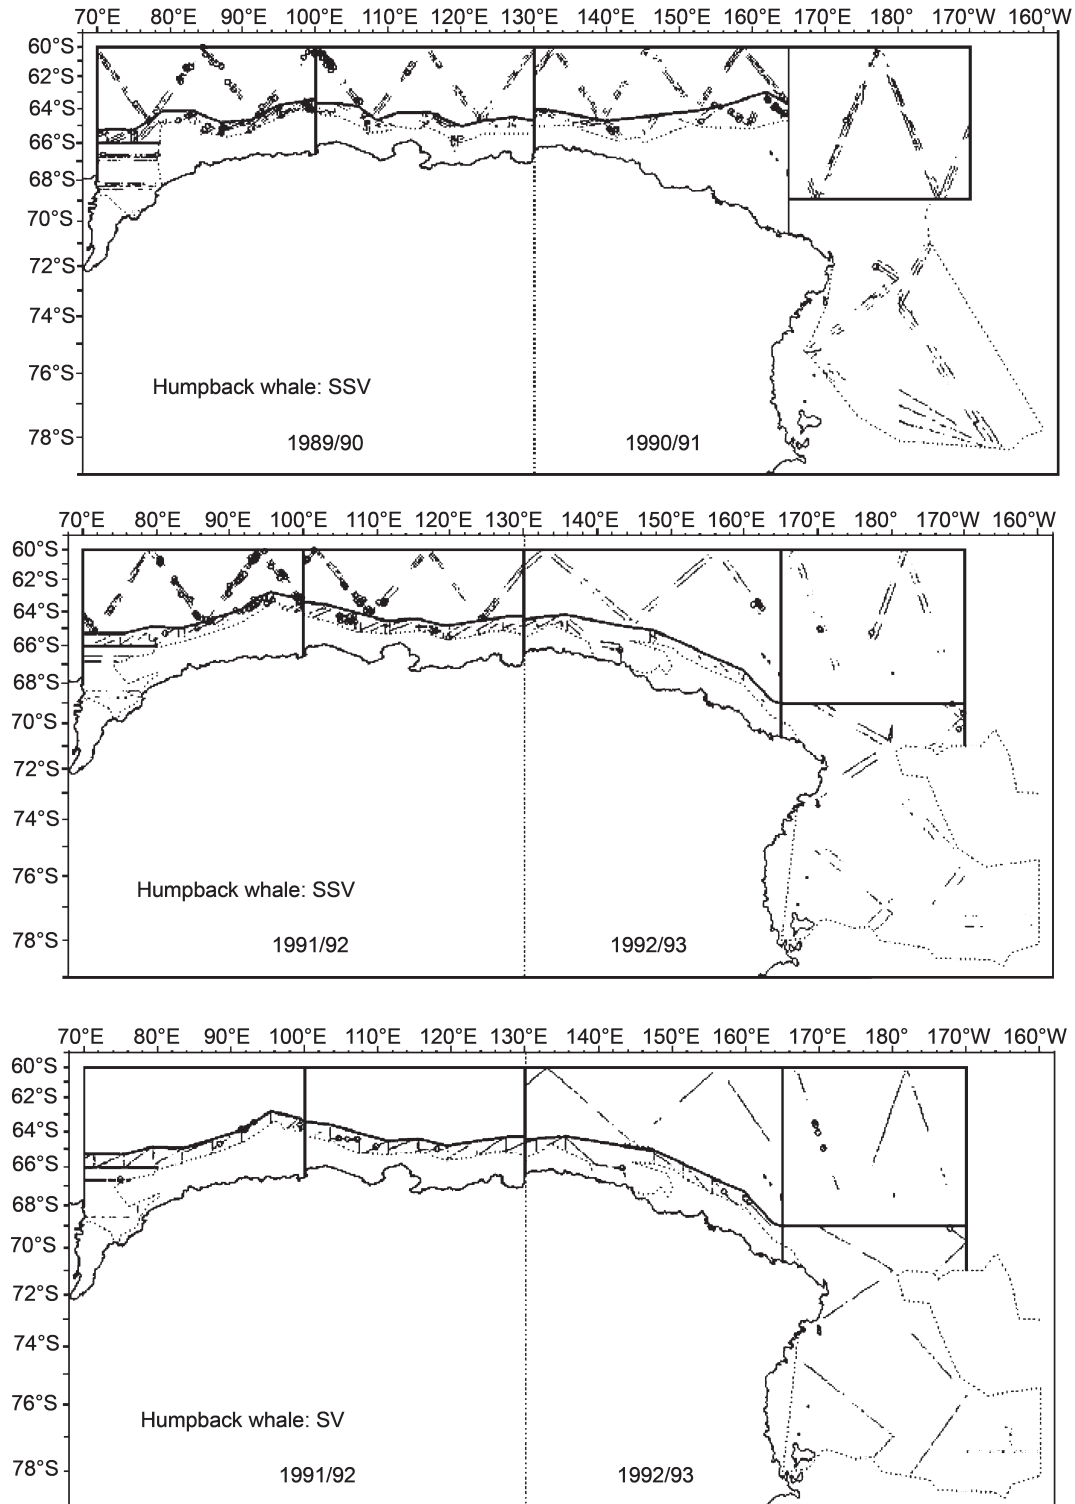 70°E 80°E 90°E 100°E 110°E 120°E 130°E 140°E 150°E 160°E 170°E 180° 170°W 160°W
60°S
62°S
64°S
66°S
68°S
70°S
72°S
74°S
76°S
Humpback whale: SSV
78°S
1989/90 1990/91
70°E 80°E 90°E 100°E 110°E 120°E 130°E 140°E 150°E 160°E 170°E 180° 170°W 160°W
60°S
62°S
64°S
66°S
68°S
70°S
72°S
74°S
76°S
Humpback whale: SSV
78°S
1991/92 1992/93
70°E 80°E 90°E 100°E 110°E 120°E 130°E 140°E 150°E 160°E 170°E 180° 170°W 160°W
60°S
62°S
64°S
66°S
68°S
70°S
72°S
74°S
76°S
Humpback whale: SV
78°S
1991/92 1992/93